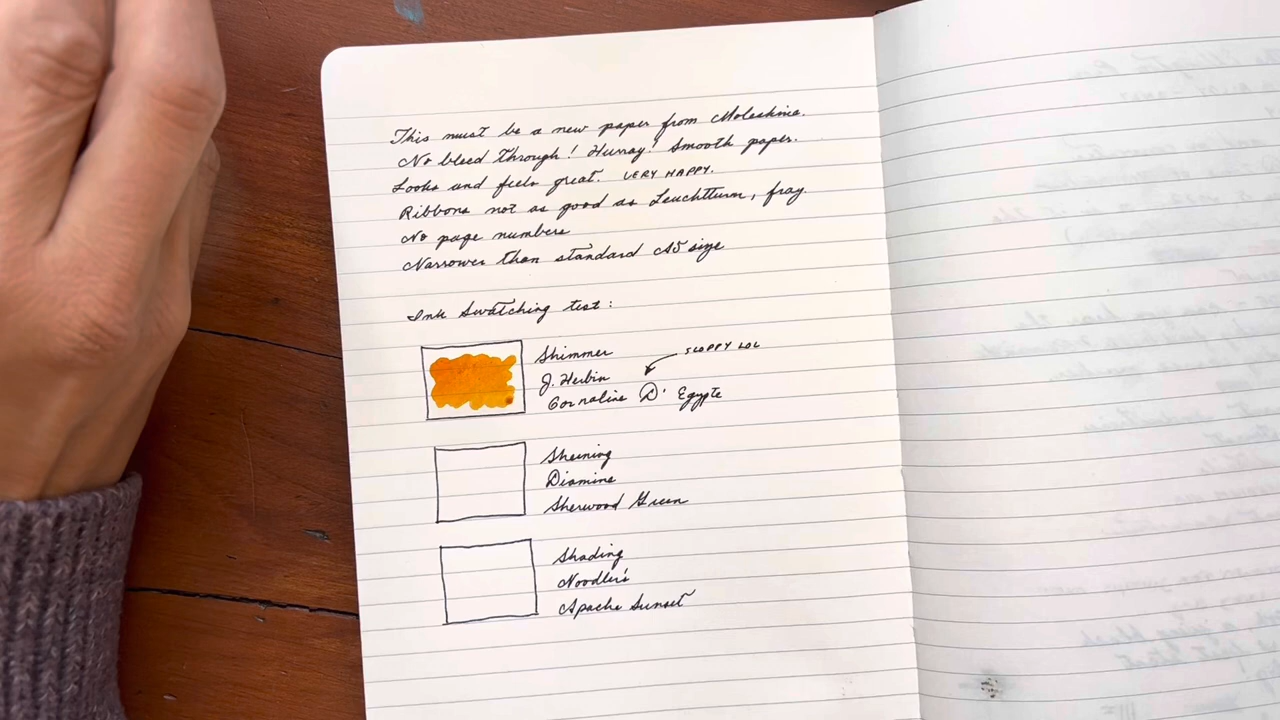 This must be a new paper from Moleskine.
No bleed through! Hurray! Smooth paper.
Looks and feels great. VERY HAPPY.
Ribbons not as good as Leuchtturm, fray
No page numbers
Narrower than standard A5 size
Ink Swatching test:
Shimmer
SLOPPY LOL
J. Herbin
Cornaline D' Egypte
Sheening
Diamine
Sherwood Green
Shading
Noodler's
Apache Sunset